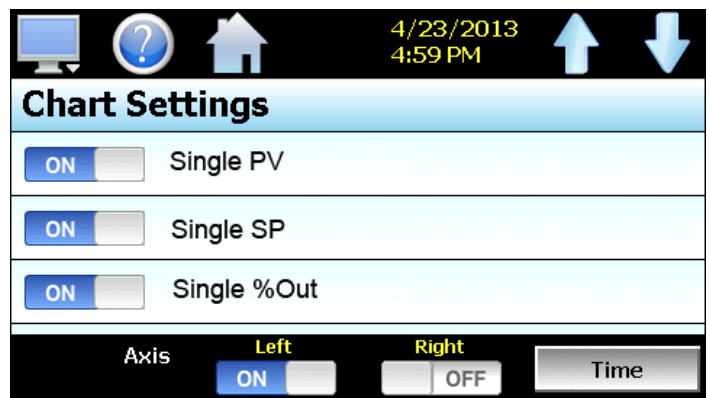 ?
4/23/2013
4:59 PM
Chart Settings
ON Single PV
ON Single SP
ON Single %Out
Axis Left ON Right OFF Time